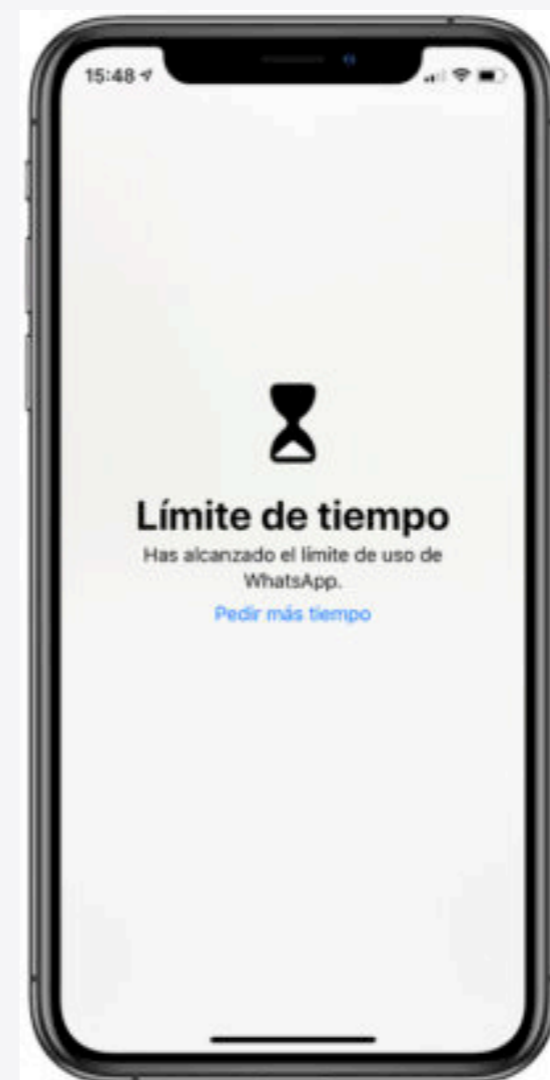 15:48
Límite de tiempo
Has alcanzado el límite de uso de
WhatsApp.
Pedir más tiempo